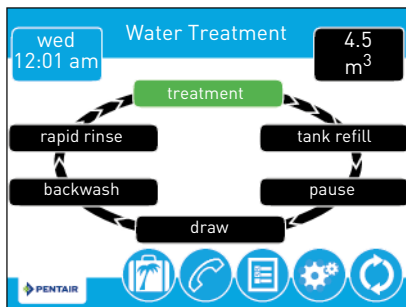 wed
12:01 am
Water Treatment
4.5
m³
treatment
rapid rinse
tank refill
backwash
pause
draw
PENTAIR